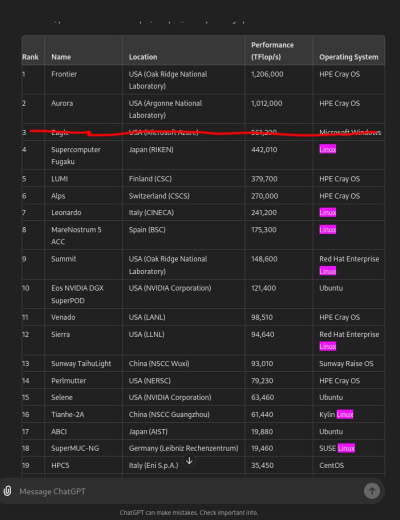 Rank Name Location Performance (TFlop/s) Operating System
1 Frontier USA (Oak Ridge National Laboratory) 1,206,000 HPE Cray OS
2 Aurora USA (Argonne National Laboratory) 1,012,000 HPE Cray OS
3 Eagle USA (Microsoft Azure) 561,200 Microsoft Windows
4 Supercomputer Fugaku Japan (RIKEN) 442,010 Linux
5 LUMI Finland (CSC) 379,700 HPE Cray OS
6 Alps Switzerland (CSCS) 270,000 HPE Cray OS
7 Leonardo Italy (CINECA) 241,200 Linux
8 MareNostrum 5 ACC Spain (BSC) 175,300 Linux
9 Summit USA (Oak Ridge National Laboratory) 148,600 Red Hat Enterprise Linux
10 Eos NVIDIA DGX SuperPOD USA (NVIDIA Corporation) 121,400 Ubuntu
11 Venado USA (LANL) 98,510 HPE Cray OS
12 Sierra USA (LLNL) 94,640 Red Hat Enterprise Linux
13 Sunway TaihuLight China (NSCC Wuxi) 93,010 Sunway Raise OS
14 Perlmutter USA (NERSC) 79,230 HPE Cray OS
15 Selene USA (NVIDIA Corporation) 63,460 Ubuntu
16 Tianhe-2A China (NSCC Guangzhou) 61,440 Kylin Linux
17 ABCI Japan (AIST) 19,880 Ubuntu
18 SuperMUC-NG Germany (Leibniz Rechenzentrum) 19,460 SUSE Linux
19 HPC5 Italy (Eni S.p.A.) 35,450 CentOS
Message ChatGPT
ChatGPT can make mistakes. Check important info.